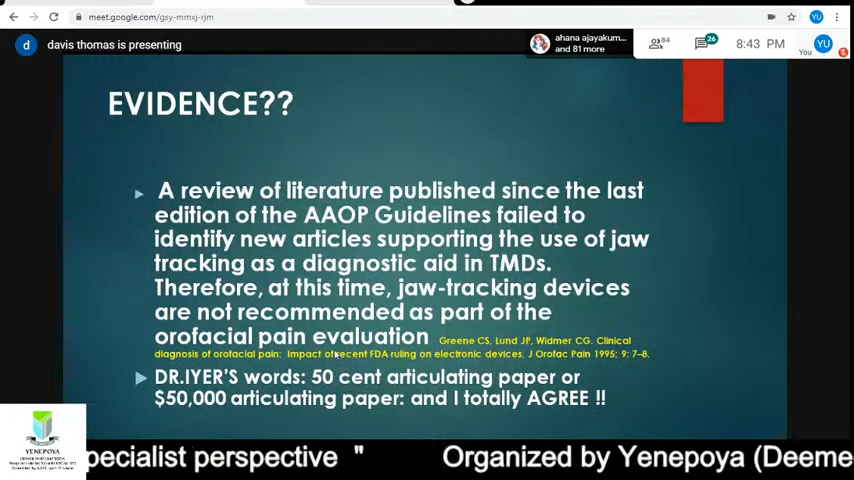 meet.google.com/gsy-mmxj-rjm
YU
d
davis thomas is presenting
ahana ajayakum...
and 81 more
84
26
8:43 PM
YU
You
EVIDENCE??
A review of literature published since the last
edition of the AAOP Guidelines failed to
identify new articles supporting the use of jaw
tracking as a diagnostic aid in TMDs.
Therefore, at this time, jaw-tracking devices
are not recommended as part of the
orofacial pain evaluation Greene CS, Lund JP, Widmer CG. Clinical
diagnosis of orofacial pain: Impact of recent FDA ruling on electronic devices. J Orofac Pain 1995; 9: 7–8.
DR.IYER'S words: 50 cent articulating paper or
$50,000 articulating paper: and I totally AGREE !!
YENEPOYA
pecialist perspective " Organized by Yenepoya (Deeme